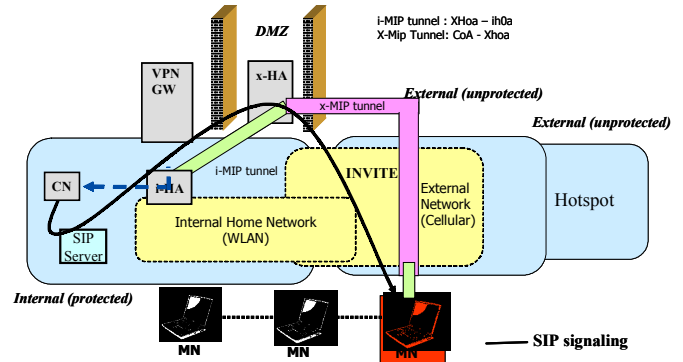 DMZ
i-MIP tunnel : XHoa – ih0a
X-Mip Tunnel: CoA - Xhoa
VPN
GW
x-HA
External (unprotected)
x-MIP tunnel
External (unprotected)
i-MIP tunnel
INVITE
CN
i-HA
External
Network
(Cellular)
Hotspot
Internal Home Network
(WLAN)
SIP
Server
Internal (protected)
MN
MN
MN
SIP signaling